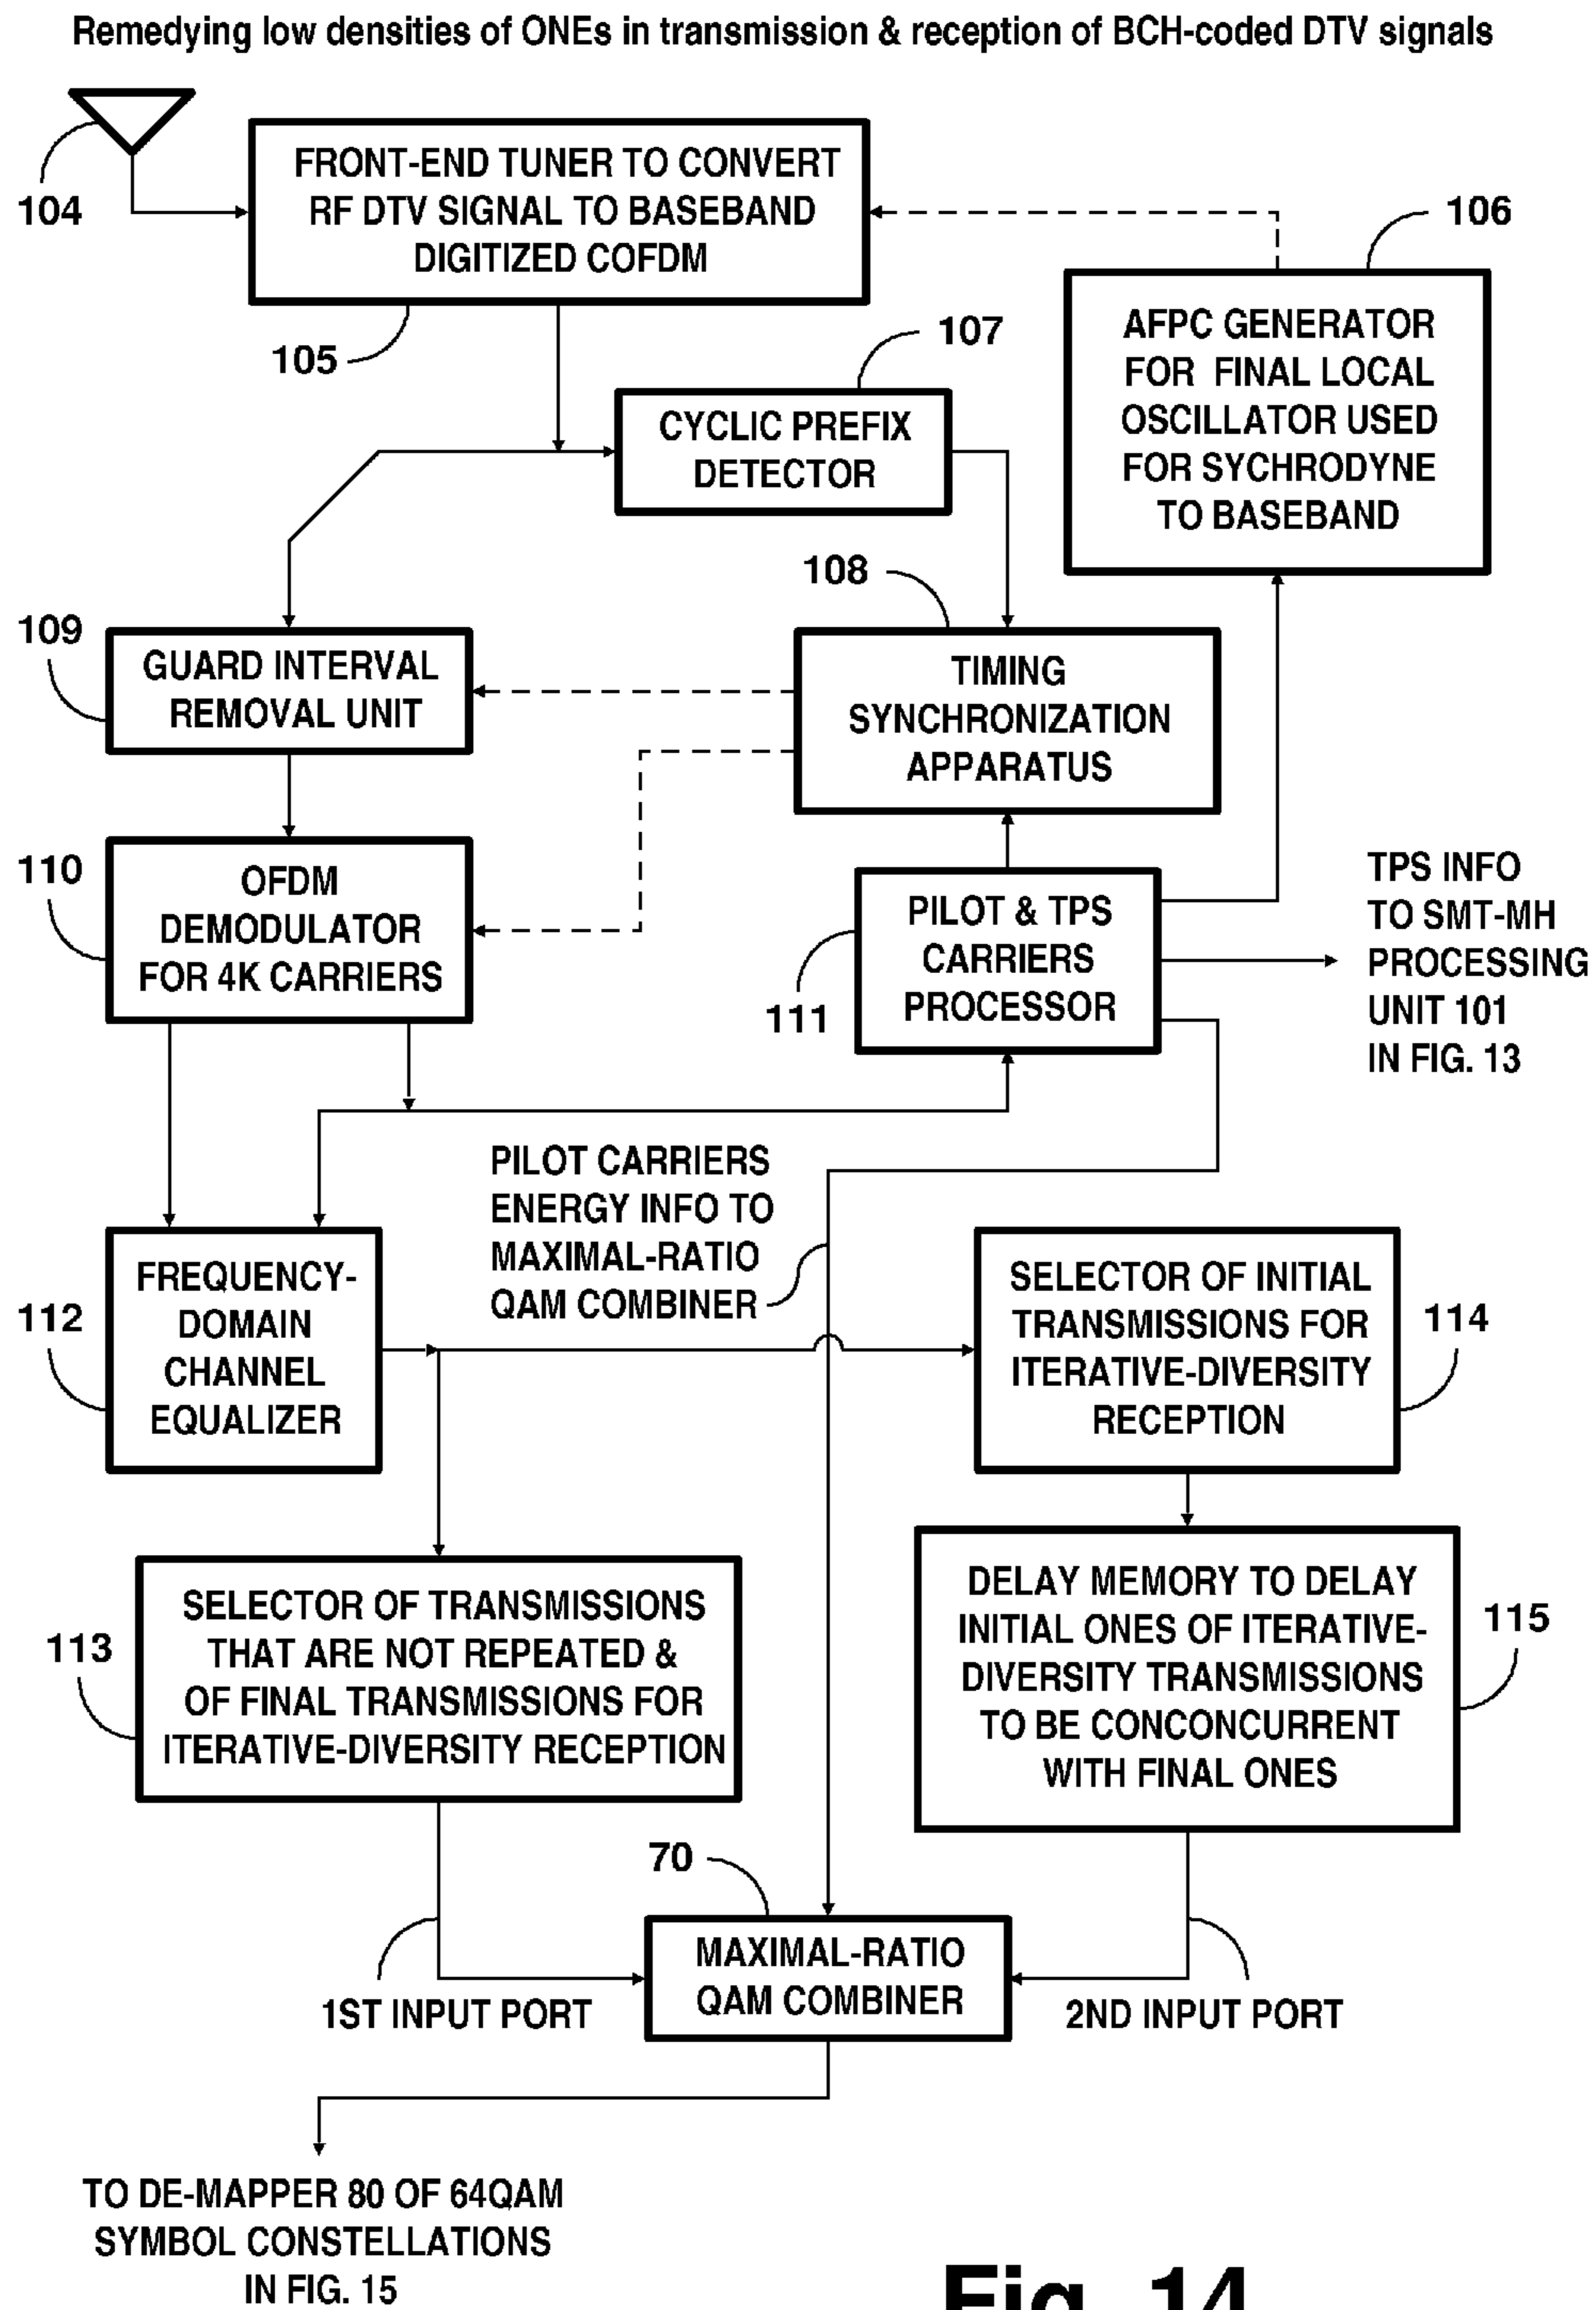 Remedying low densities of ONEs in transmission & reception of BCH-coded DTV signals
104
FRONT-END TUNER TO CONVERT
RF DTV SIGNAL TO BASEBAND
DIGITIZED COFDM
105
106
AFPC GENERATOR
FOR FINAL LOCAL
OSCILLATOR USED
FOR SYCHRODYNE
TO BASEBAND
107
CYCLIC PREFIX
DETECTOR
108
TIMING
SYNCHRONIZATION
APPARATUS
109
GUARD INTERVAL
REMOVAL UNIT
110
OFDM
DEMODULATOR
FOR 4K CARRIERS
111
PILOT & TPS
CARRIERS
PROCESSOR
TPS INFO
TO SMT-MH
PROCESSING
UNIT 101
IN FIG. 13
PILOT CARRIERS
ENERGY INFO TO
MAXIMAL-RATIO
QAM COMBINER
112
FREQUENCY-
DOMAIN
CHANNEL
EQUALIZER
SELECTOR OF INITIAL
TRANSMISSIONS FOR
ITERATIVE-DIVERSITY
RECEPTION
114
113
SELECTOR OF TRANSMISSIONS
THAT ARE NOT REPEATED &
OF FINAL TRANSMISSIONS FOR
ITERATIVE-DIVERSITY RECEPTION
DELAY MEMORY TO DELAY
INITIAL ONES OF ITERATIVE-
DIVERSITY TRANSMISSIONS
TO BE CONCONCURRENT
WITH FINAL ONES
115
70
MAXIMAL-RATIO
QAM COMBINER
1ST INPUT PORT
2ND INPUT PORT
TO DE-MAPPER 80 OF 64QAM
SYMBOL CONSTELLATIONS
IN FIG. 15
Fig. 14